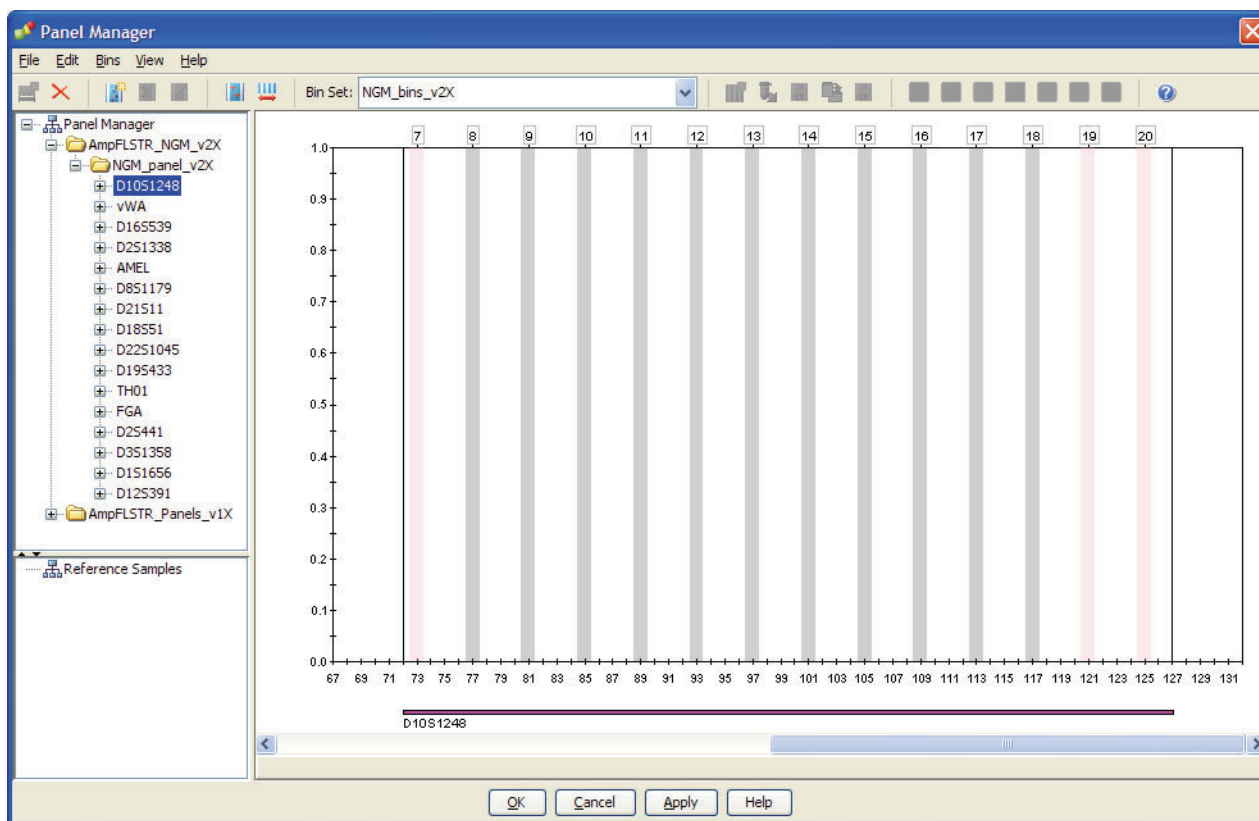 Panel Manager
File Edit Bins View Help
Bin Set: NGM_bins_v2X
Panel Manager
AmpFLSTR_NGM_v2X
NGM_panel_v2X
D10S1248
vWA
D16S539
D2S1338
AMEL
D8S1179
D21S11
D18S51
D22S1045
D19S433
TH01
FGA
D2S441
D3S1358
D1S1656
D12S391
AmpFLSTR_Panels_v1X
Reference Samples
7 8 9 10 11 12 13 14 15 16 17 18 19 20
1.0
0.9
0.8
0.7
0.6
0.5
0.4
0.3
0.2
0.1
0.0
67 69 71 73 75 77 79 81 83 85 87 89 91 93 95 97 99 101 103 105 107 109 111 113 115 117 119 121 123 125 127 129 131
D10S1248
OK Cancel Apply Help